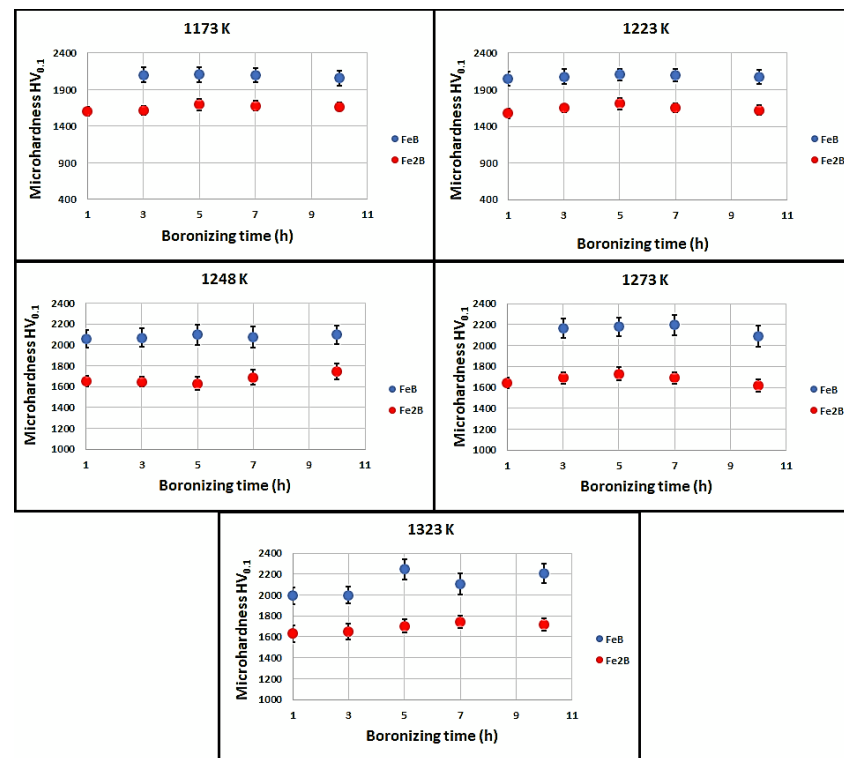 1173 K
Microhardness HV0.1
2400
1900
1400
900
400
1
3
5
7
9
11
Boronizing time (h)
FeB
Fe2B
1223 K
Microhardness HV0.1
2400
1900
1400
900
400
1
3
5
7
9
11
Boronizing time (h)
FeB
Fe2B
1248 K
Microhardness HV0.1
2400
2200
2000
1800
1600
1400
1200
1000
1
3
5
7
9
11
Boronizing time (h)
FeB
Fe2B
1273 K
Microhardness HV0.1
2400
2200
2000
1800
1600
1400
1200
1000
1
3
5
7
9
11
Boronizing time (h)
FeB
Fe2B
1323 K
Microhardness HV0.1
2400
2200
2000
1800
1600
1400
1200
1000
1
3
5
7
9
11
Boronizing time (h)
FeB
Fe2B